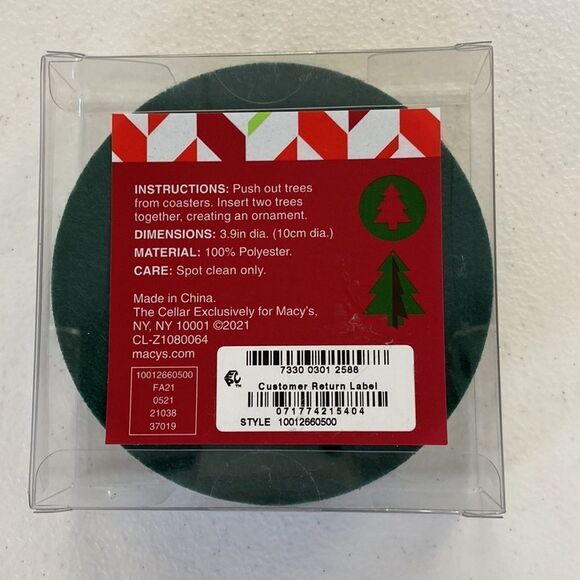 INSTRUCTIONS: Push out trees
from coasters. Insert two trees
together, creating an ornament.
DIMENSIONS: 3.9in dia. (10cm dia.)
MATERIAL: 100% Polyester.
CARE: Spot clean only.
Made in China.
The Cellar Exclusively for Macy's,
NY, NY 10001 ©2021
CL-Z1080064
macys.com
10012660500
FA21
0521
21038
37019
7330 0301 2586
TM
Customer Return Label
071774215404
STYLE 10012660500